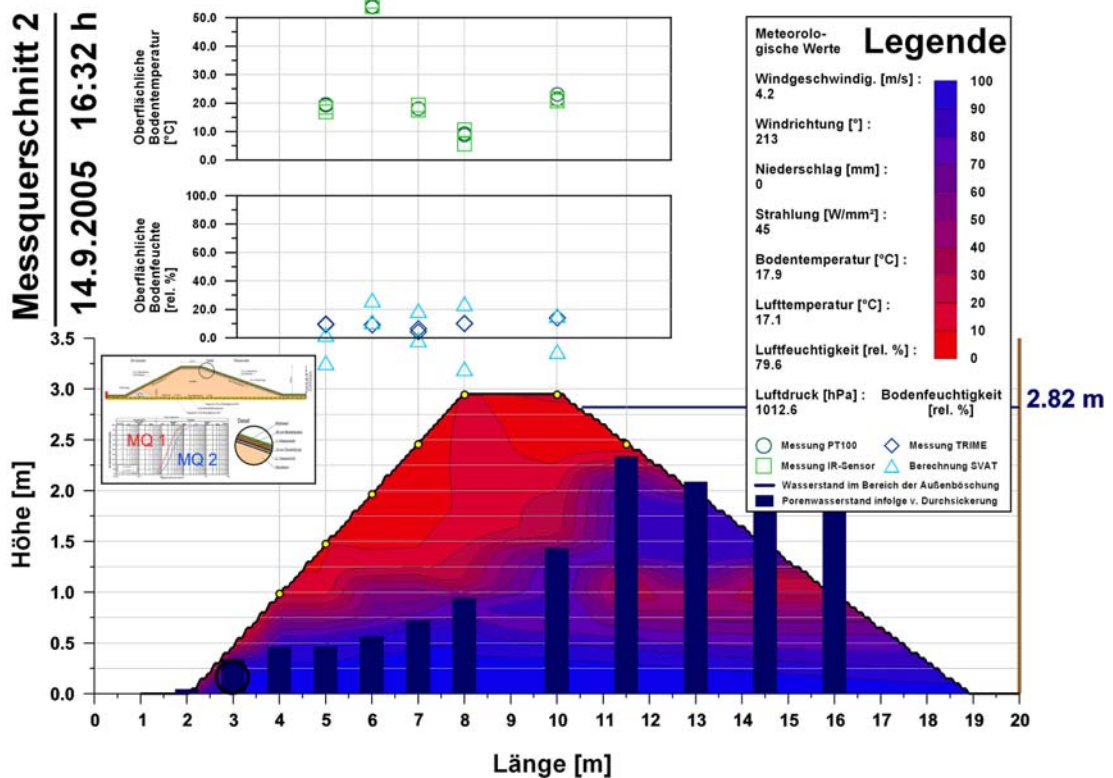 Messquerschnitt 2
14.9.2005 16:32 h
Oberflächliche
Bodentemperatur
[°C]
50.0
40.0
30.0
20.0
10.0
0.0
Oberflächliche
Bodenfeuchte
[rel. %]
100.0
80.0
60.0
40.0
20.0
0.0
Meteorolo-
gische Werte
Legende
Windgeschwindig. [m/s] :
4.2
Windrichtung [°] :
213
Niederschlag [mm] :
0
Strahlung [W/mm²] :
45
Bodentemperatur [°C] :
17.9
Lufttemperatur [°C] :
17.1
Luftfeuchtigkeit [rel. %] :
79.6
Luftdruck [hPa] :
1012.6
100
90
80
70
60
50
40
30
20
10
0
Bodenfeuchtigkeit
[rel. %]
Messung PT100
Messung TRIME
Messung IR-Sensor
Berechnung SVAT
Wasserstand im Bereich der Außenböschung
Porenwasserstand infolge v. Durchsickerung
2.82 m
MQ 1
MQ 2
Detail
Höhe [m]
3.5
3.0
2.5
2.0
1.5
1.0
0.5
0.0
0 1 2 3 4 5 6 7 8 9 10 11 12 13 14 15 16 17 18 19 20
Länge [m]